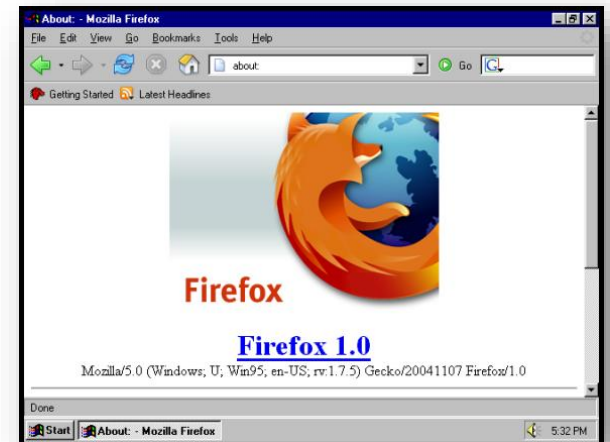 About: - Mozilla Firefox
File Edit View Go Bookmarks Tools Help
about: Go G
Getting Started Latest Headlines
Firefox
Firefox 1.0
Mozilla/5.0 (Windows; U; Win95; en-US; rv:1.7.5) Gecko/20041107 Firefox/1.0
Done
Start About: - Mozilla Firefox 5:32 PM